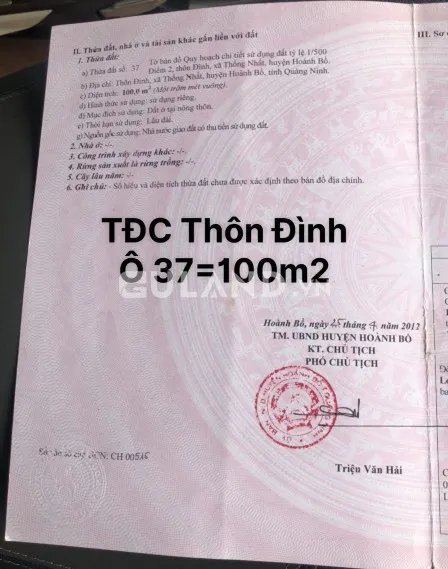 II. Thửa đất, nhà ở và tài sản khác gắn liền với đất
III. Sơ
1. Thửa đất:
Tờ bản đồ Quy hoạch chi tiết sử dụng đất tỷ lệ 1/500
a) Thửa đất số: 37
Điểm 2, thôn Đình, xã Thống Nhất, huyện Hoành Bồ.
b) Địa chỉ: Thôn Đình, xã Thống Nhất, huyện Hoành Bồ, tỉnh Quảng Ninh.
c) Diện tích: 100,0 m² (Một trăm mét vuông).
d) Hình thức sử dụng: sử dụng riêng.
đ) Mục đích sử dụng: Đất ở tại nông thôn.
e) Thời hạn sử dụng: Lâu dài.
g) Nguồn gốc sử dụng: Nhà nước giao đất có thu tiền sử dụng đất.
2. Nhà ở: -/-.
3. Công trình xây dựng khác: -/-.
4. Rừng sản xuất là rừng trồng: -/-.
5. Cây lâu năm: -/-.
6. Ghi chú: - Số hiệu và diện tích thửa đất chưa được xác định theo bản đồ địa chính.
TĐC Thôn Đình
Ô 37=100m2
GULAND.VN
Hoành Bồ, ngày 25 tháng 4 năm 2012
TM. UBND HUYỆN HOÀNH BỒ
KT. CHỦ TỊCH
PHÓ CHỦ TỊCH
Triệu Văn Hải
CH 00515